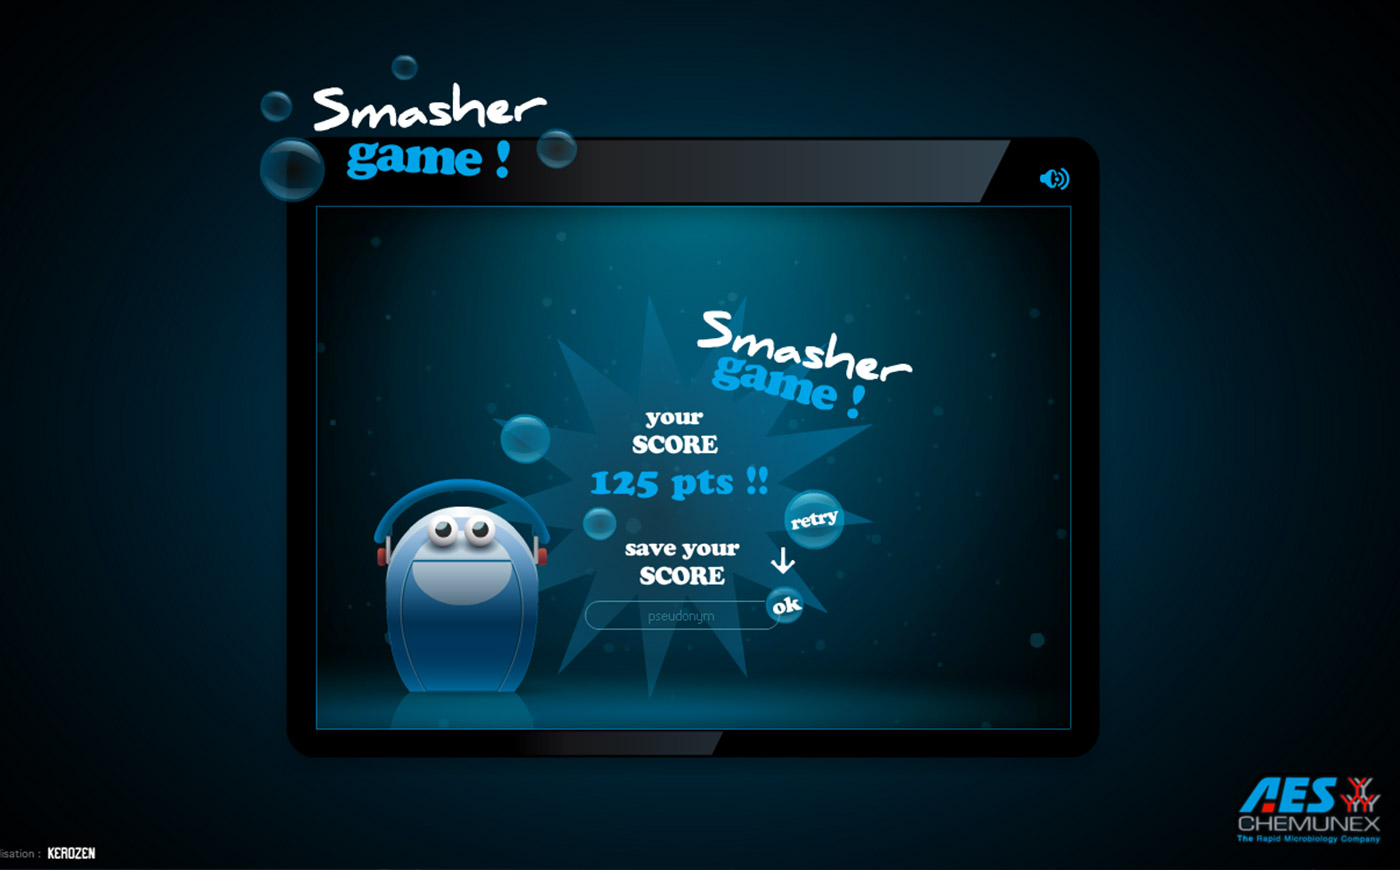 Smasher
game !
Smasher
game !
your
SCORE
125 pts !!
retry
save your
SCORE
ok
pseudonym
AES
CHEMUNEX
The Rapid Microbiology Company
lisation : KEROZEN